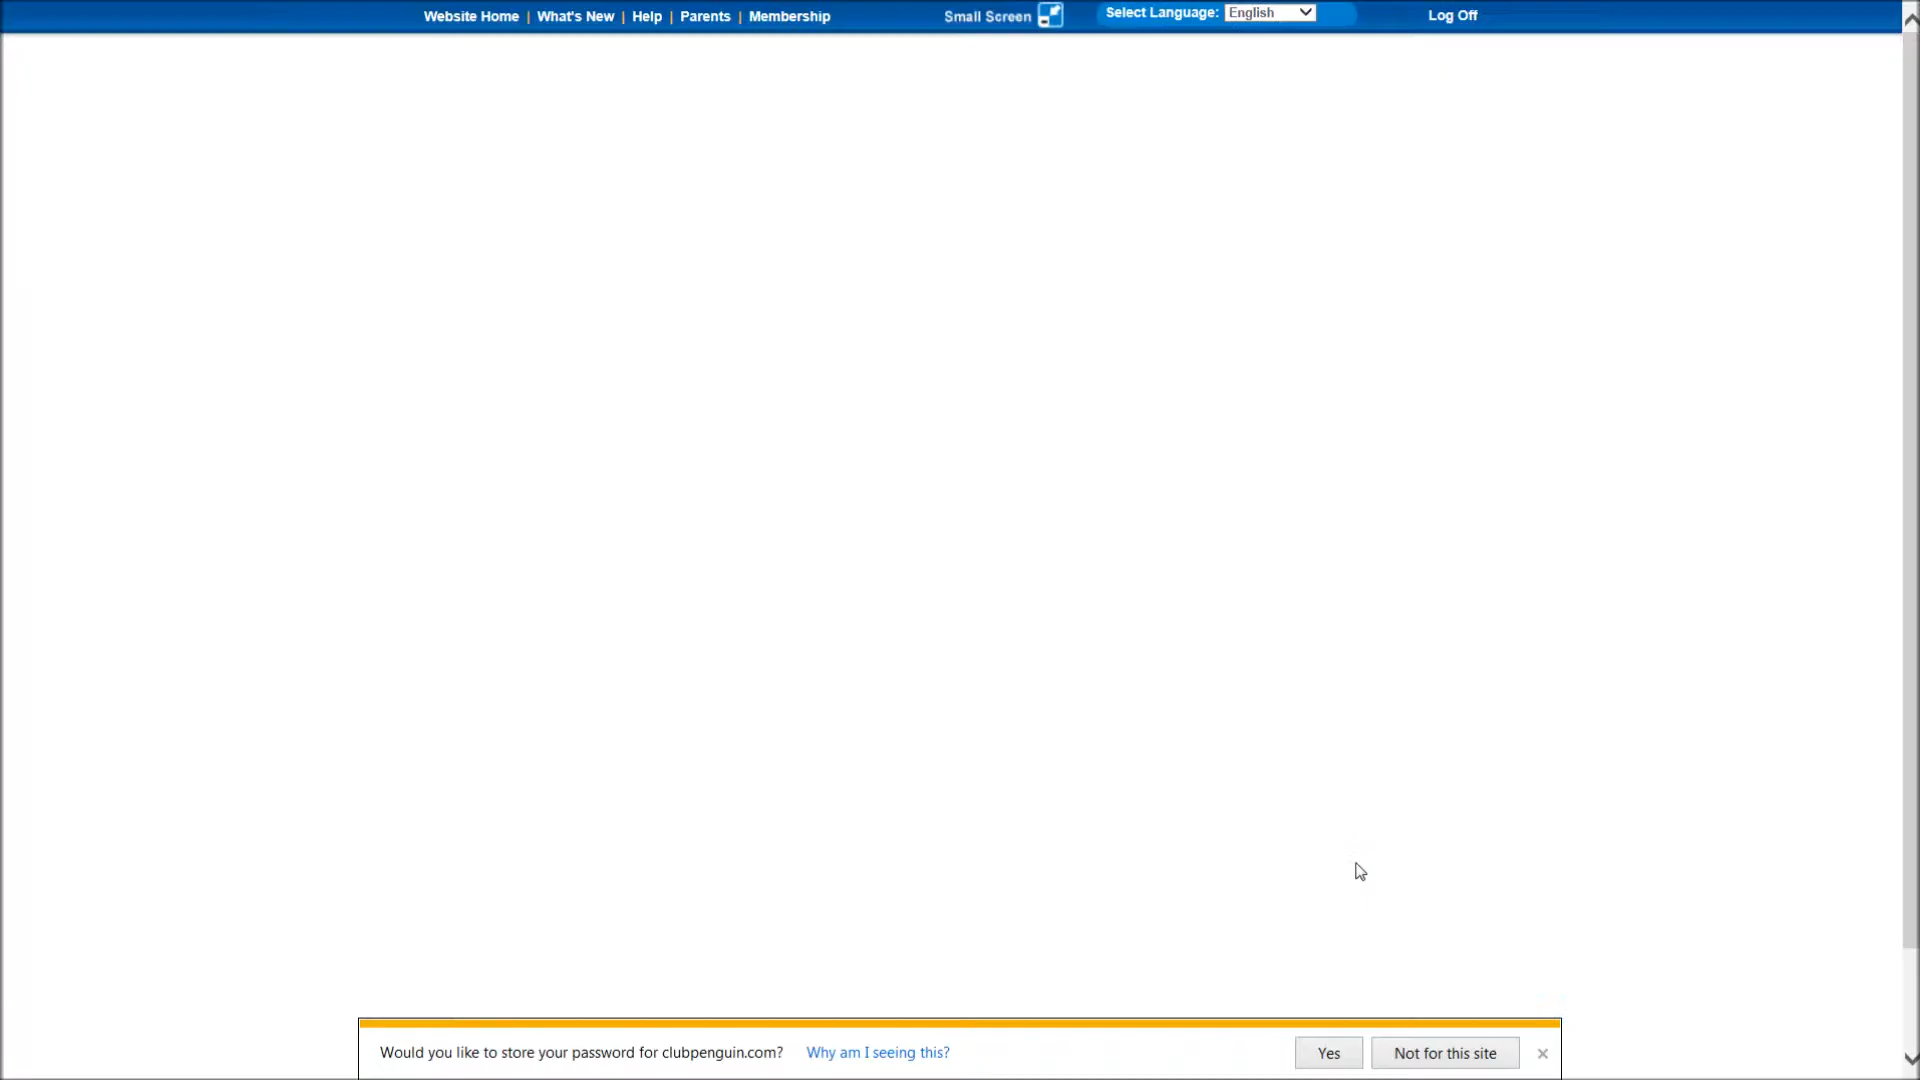 Website Home | What's New | Help | Parents | Membership
Small Screen
Select Language: English
Log Off
Would you like to store your password for clubpenguin.com? Why am I seeing this?
Yes
Not for this site